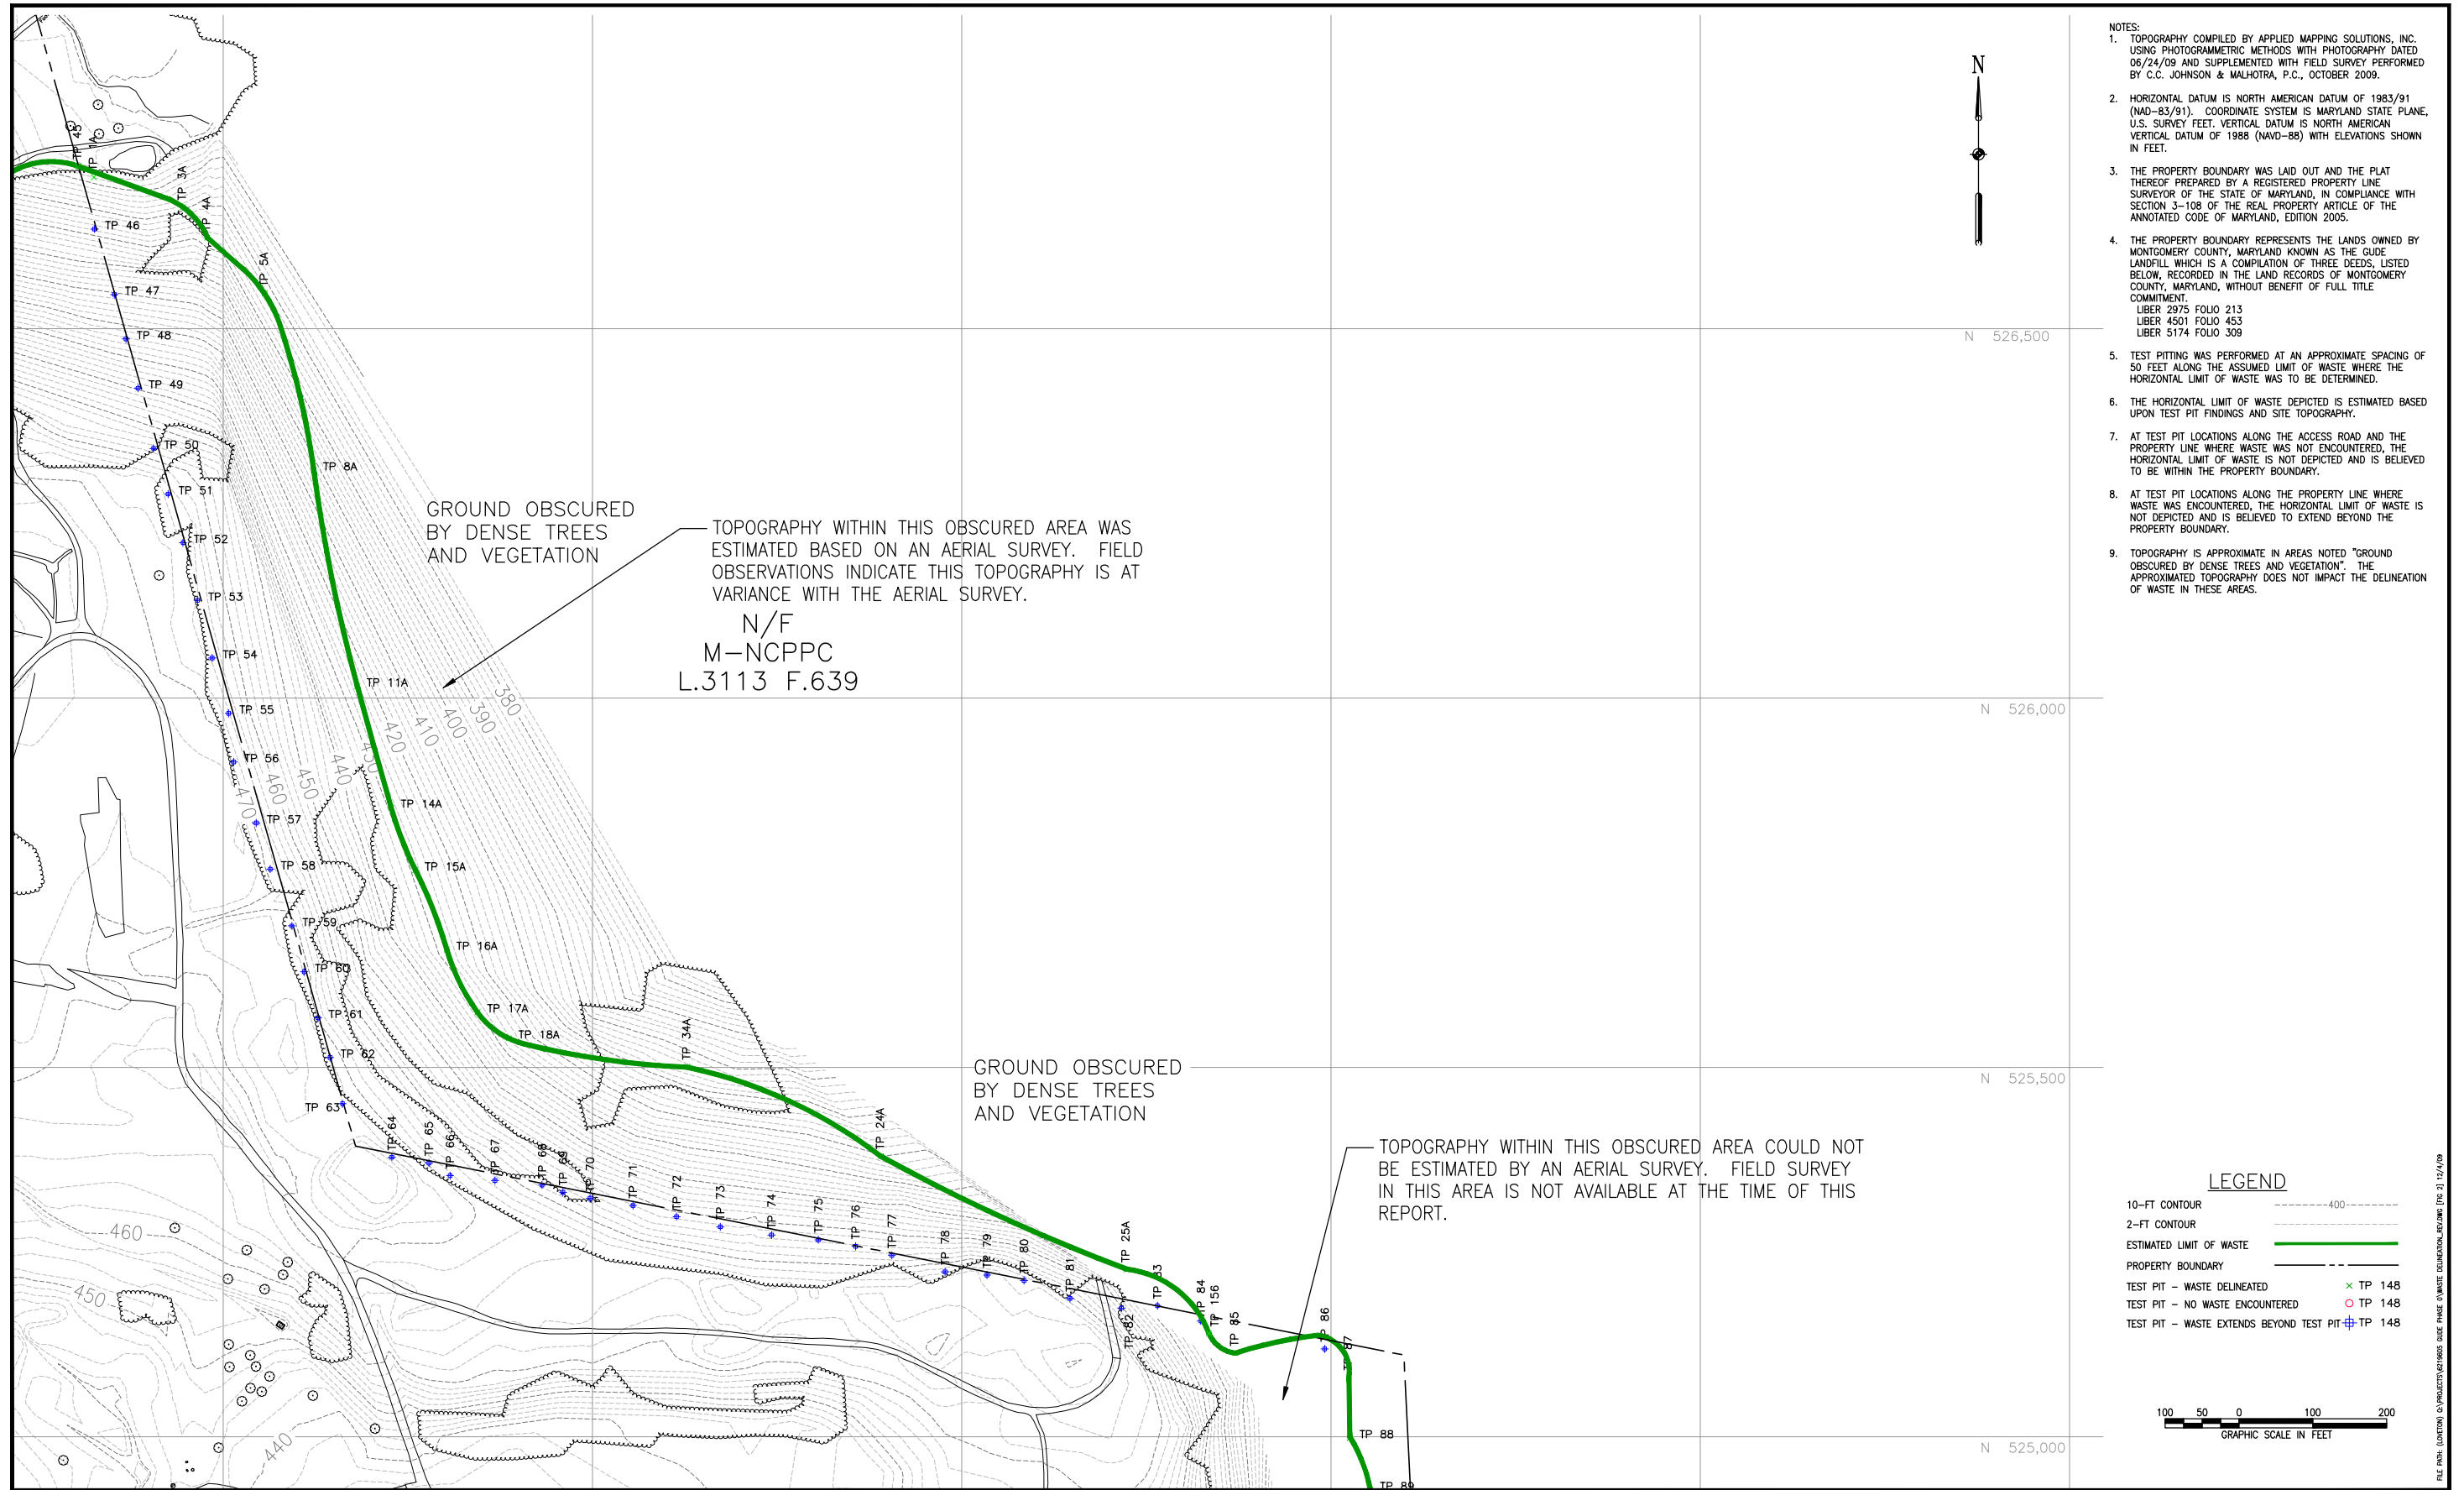 NOTES:
1. TOPOGRAPHY COMPILED BY APPLIED MAPPING SOLUTIONS, INC.
USING PHOTOGRAMMETRIC METHODS WITH PHOTOGRAPHY DATED
06/24/09 AND SUPPLEMENTED WITH FIELD SURVEY PERFORMED
BY C.C. JOHNSON & MALHOTRA, P.C., OCTOBER 2009.
2. HORIZONTAL DATUM IS NORTH AMERICAN DATUM OF 1983/91
(NAD-83/91). COORDINATE SYSTEM IS MARYLAND STATE PLANE,
U.S. SURVEY FEET. VERTICAL DATUM IS NORTH AMERICAN
VERTICAL DATUM OF 1988 (NAVD-88) WITH ELEVATIONS SHOWN
IN FEET.
3. THE PROPERTY BOUNDARY WAS LAID OUT AND THE PLAT
THEREOF PREPARED BY A REGISTERED PROPERTY LINE
SURVEYOR OF THE STATE OF MARYLAND, IN COMPLIANCE WITH
SECTION 3-108 OF THE REAL PROPERTY ARTICLE OF THE
ANNOTATED CODE OF MARYLAND, EDITION 2005.
4. THE PROPERTY BOUNDARY REPRESENTS THE LANDS OWNED BY
MONTGOMERY COUNTY, MARYLAND KNOWN AS THE GUDE
LANDFILL WHICH IS A COMPILATION OF THREE DEEDS, LISTED
BELOW, RECORDED IN THE LAND RECORDS OF MONTGOMERY
COUNTY, MARYLAND, WITHOUT BENEFIT OF FULL TITLE
COMMITMENT.
LIBER 2975 FOLIO 213
LIBER 4501 FOLIO 453
LIBER 5174 FOLIO 309
5. TEST PITTING WAS PERFORMED AT AN APPROXIMATE SPACING OF
50 FEET ALONG THE ASSUMED LIMIT OF WASTE WHERE THE
HORIZONTAL LIMIT OF WASTE WAS TO BE DETERMINED.
6. THE HORIZONTAL LIMIT OF WASTE DEPICTED IS ESTIMATED BASED
UPON TEST PIT FINDINGS AND SITE TOPOGRAPHY.
7. AT TEST PIT LOCATIONS ALONG THE ACCESS ROAD AND THE
PROPERTY LINE WHERE WASTE WAS NOT ENCOUNTERED, THE
HORIZONTAL LIMIT OF WASTE IS NOT DEPICTED AND IS BELIEVED
TO BE WITHIN THE PROPERTY BOUNDARY.
8. AT TEST PIT LOCATIONS ALONG THE PROPERTY LINE WHERE
WASTE WAS ENCOUNTERED, THE HORIZONTAL LIMIT OF WASTE IS
NOT DEPICTED AND IS BELIEVED TO EXTEND BEYOND THE
PROPERTY BOUNDARY.
9. TOPOGRAPHY IS APPROXIMATE IN AREAS NOTED "GROUND
OBSCURED BY DENSE TREES AND VEGETATION". THE
APPROXIMATED TOPOGRAPHY DOES NOT IMPACT THE DELINEATION
OF WASTE IN THESE AREAS.
N
TP 45
TP 1A
TP 3A
TP 4A
TP 5A
TP 46
TP 47
TP 48
TP 49
TP 50
TP 51
TP 52
TP 53
TP 54
TP 55
TP 56
TP 57
TP 58
TP 59
TP 60
TP 61
TP 62
TP 63
TP 8A
TP 11A
TP 14A
TP 15A
TP 16A
TP 17A
TP 18A
TP 34A
TP 24A
TP 25A
GROUND OBSCURED
BY DENSE TREES
AND VEGETATION
TOPOGRAPHY WITHIN THIS OBSCURED AREA WAS
ESTIMATED BASED ON AN AERIAL SURVEY. FIELD
OBSERVATIONS INDICATE THIS TOPOGRAPHY IS AT
VARIANCE WITH THE AERIAL SURVEY.
N/F
M-NCPPC
L.3113 F.639
470
460
450
440
430
420
410
400
390
380
N 526,500
N 526,000
N 525,500
N 525,000
GROUND OBSCURED
BY DENSE TREES
AND VEGETATION
TOPOGRAPHY WITHIN THIS OBSCURED AREA COULD NOT
BE ESTIMATED BY AN AERIAL SURVEY. FIELD SURVEY
IN THIS AREA IS NOT AVAILABLE AT THE TIME OF THIS
REPORT.
TP 64
TP 65
TP 66
TP 67
TP 68
TP 69
TP 70
TP 71
TP 72
TP 73
TP 74
TP 75
TP 76
TP 77
TP 78
TP 79
TP 80
TP 81
TP 82
TP 83
TP 84
TP 156
TP 85
TP 86
TP 87
TP 88
TP 89
460
450
440
LEGEND
10-FT CONTOUR 400
2-FT CONTOUR
ESTIMATED LIMIT OF WASTE
PROPERTY BOUNDARY
TEST PIT - WASTE DELINEATED TP 148
TEST PIT - NO WASTE ENCOUNTERED TP 148
TEST PIT - WASTE EXTENDS BEYOND TEST PIT TP 148
100 50 0 100 200
GRAPHIC SCALE IN FEET